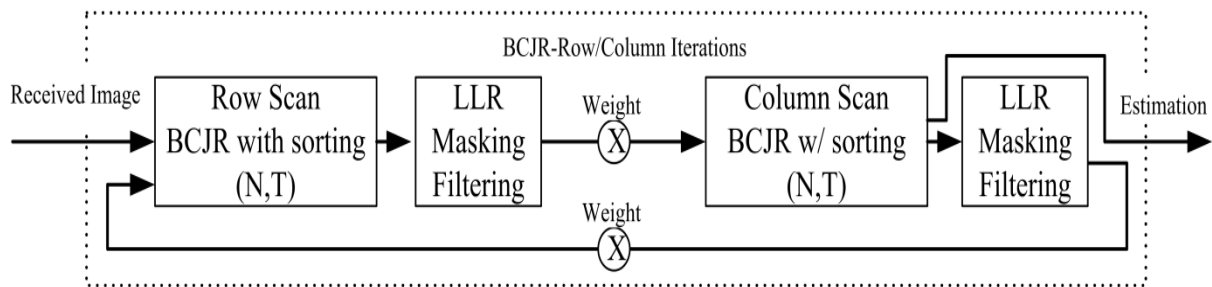 BCJR-Row/Column Iterations
Received Image
Row Scan
BCJR with sorting
(N,T)
LLR
Masking
Filtering
Weight
X
Column Scan
BCJR w/ sorting
(N,T)
LLR
Masking
Filtering
Estimation
Weight
X